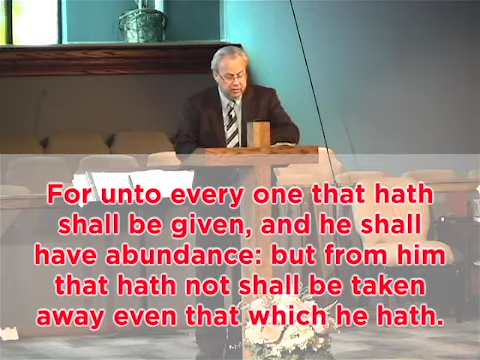 For unto every one that hath
shall be given, and he shall
have abundance: but from him
that hath not shall be taken
away even that which he hath.